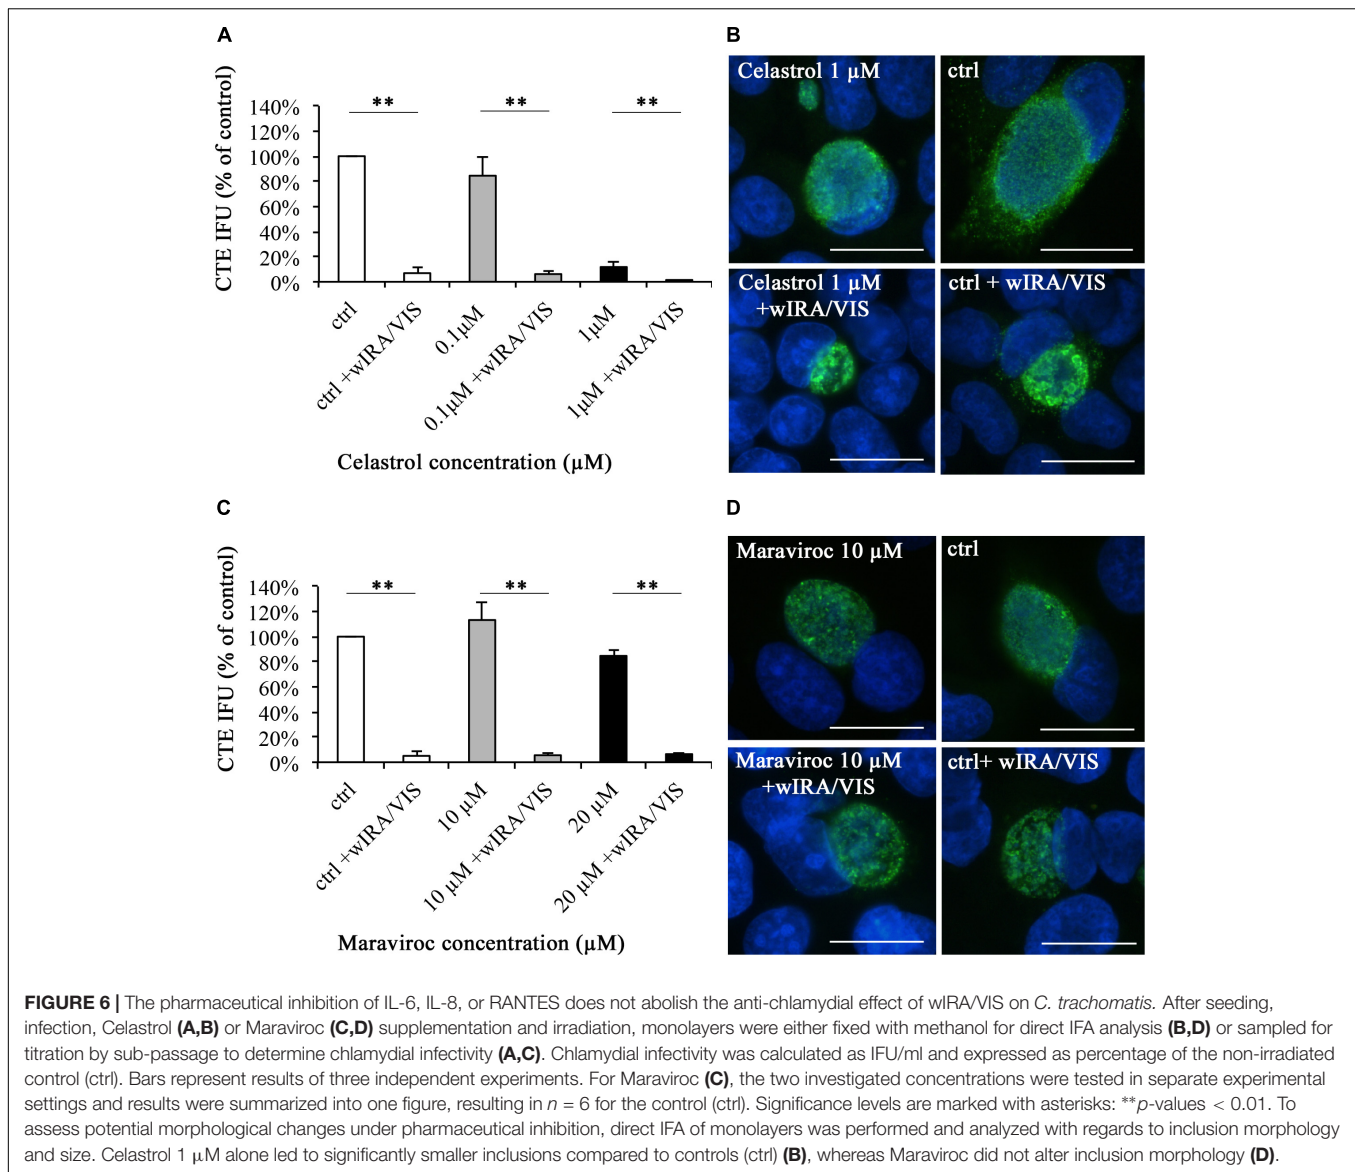 A
CTE IFU (% of control)
140%
120%
100%
80%
60%
40%
20%
0%
**
**
**
ctrl
ctrl +wIRA/VIS
0.1µM
0.1µM +wIRA/VIS
1µM
1µM +wIRA/VIS
Celastrol concentration (µM)
B
Celastrol 1 µM
ctrl
Celastrol 1 µM
+wIRA/VIS
ctrl + wIRA/VIS
C
CTE IFU (% of control)
140%
120%
100%
80%
60%
40%
20%
0%
**
**
**
ctrl
ctrl +wIRA/VIS
10 µM
10 µM +wIRA/VIS
20 µM
20 µM +wIRA/VIS
Maraviroc concentration (µM)
D
Maraviroc 10 µM
ctrl
Maraviroc 10 µM
+wIRA/VIS
ctrl+ wIRA/VIS
FIGURE 6 | The pharmaceutical inhibition of IL-6, IL-8, or RANTES does not abolish the anti-chlamydial effect of wIRA/VIS on C. trachomatis. After seeding,
infection, Celastrol (A,B) or Maraviroc (C,D) supplementation and irradiation, monolayers were either fixed with methanol for direct IFA analysis (B,D) or sampled for
titration by sub-passage to determine chlamydial infectivity (A,C). Chlamydial infectivity was calculated as IFU/ml and expressed as percentage of the non-irradiated
control (ctrl). Bars represent results of three independent experiments. For Maraviroc (C), the two investigated concentrations were tested in separate experimental
settings and results were summarized into one figure, resulting in n = 6 for the control (ctrl). Significance levels are marked with asterisks: **p-values < 0.01. To
assess potential morphological changes under pharmaceutical inhibition, direct IFA of monolayers was performed and analyzed with regards to inclusion morphology
and size. Celastrol 1 µM alone led to significantly smaller inclusions compared to controls (ctrl) (B), whereas Maraviroc did not alter inclusion morphology (D).